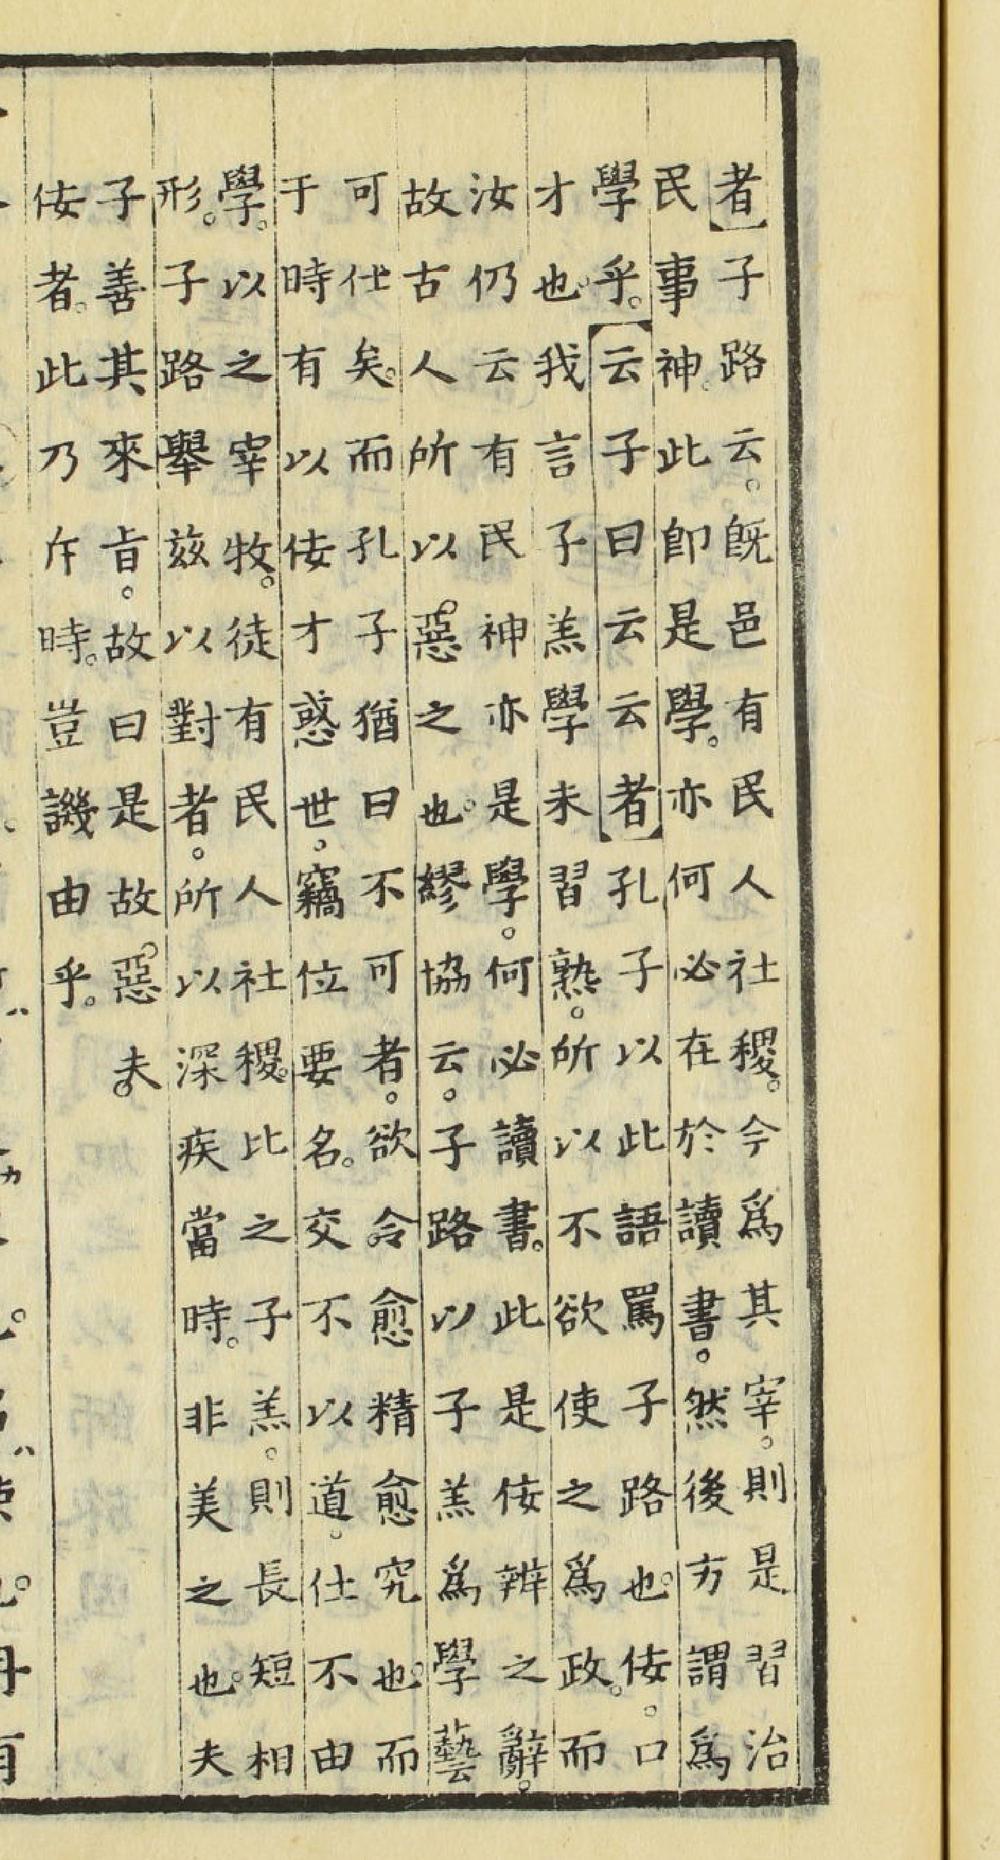 者]子路云。既邑有民人社稷。今爲其宰。則是習治
民事神。此卽是學。亦何必在於讀書。然後方謂爲
學乎。[云子曰云云者]孔子以此語罵子路也。佞。口
才也。我言子羔學未習熟。所以不欲使之爲政。而
汝仍云有民神亦是學。何必讀書。此是佞辨之辭。
故古人所以惡之也。繆協云。子路以子羔爲學藝
可仕矣。而孔子猶曰不可者。欲令愈精愈究也。而
于時有以佞才惑世。竊位要名。交不以道。仕不由
學。以之宰牧。徒有民人社稷。比之子羔。則長短相
形。子路舉茲以對者。所以深疾當時。非美之也。夫
子善其來旨。故曰是故惡夫
佞者。此乃斥時。豈譏由乎。